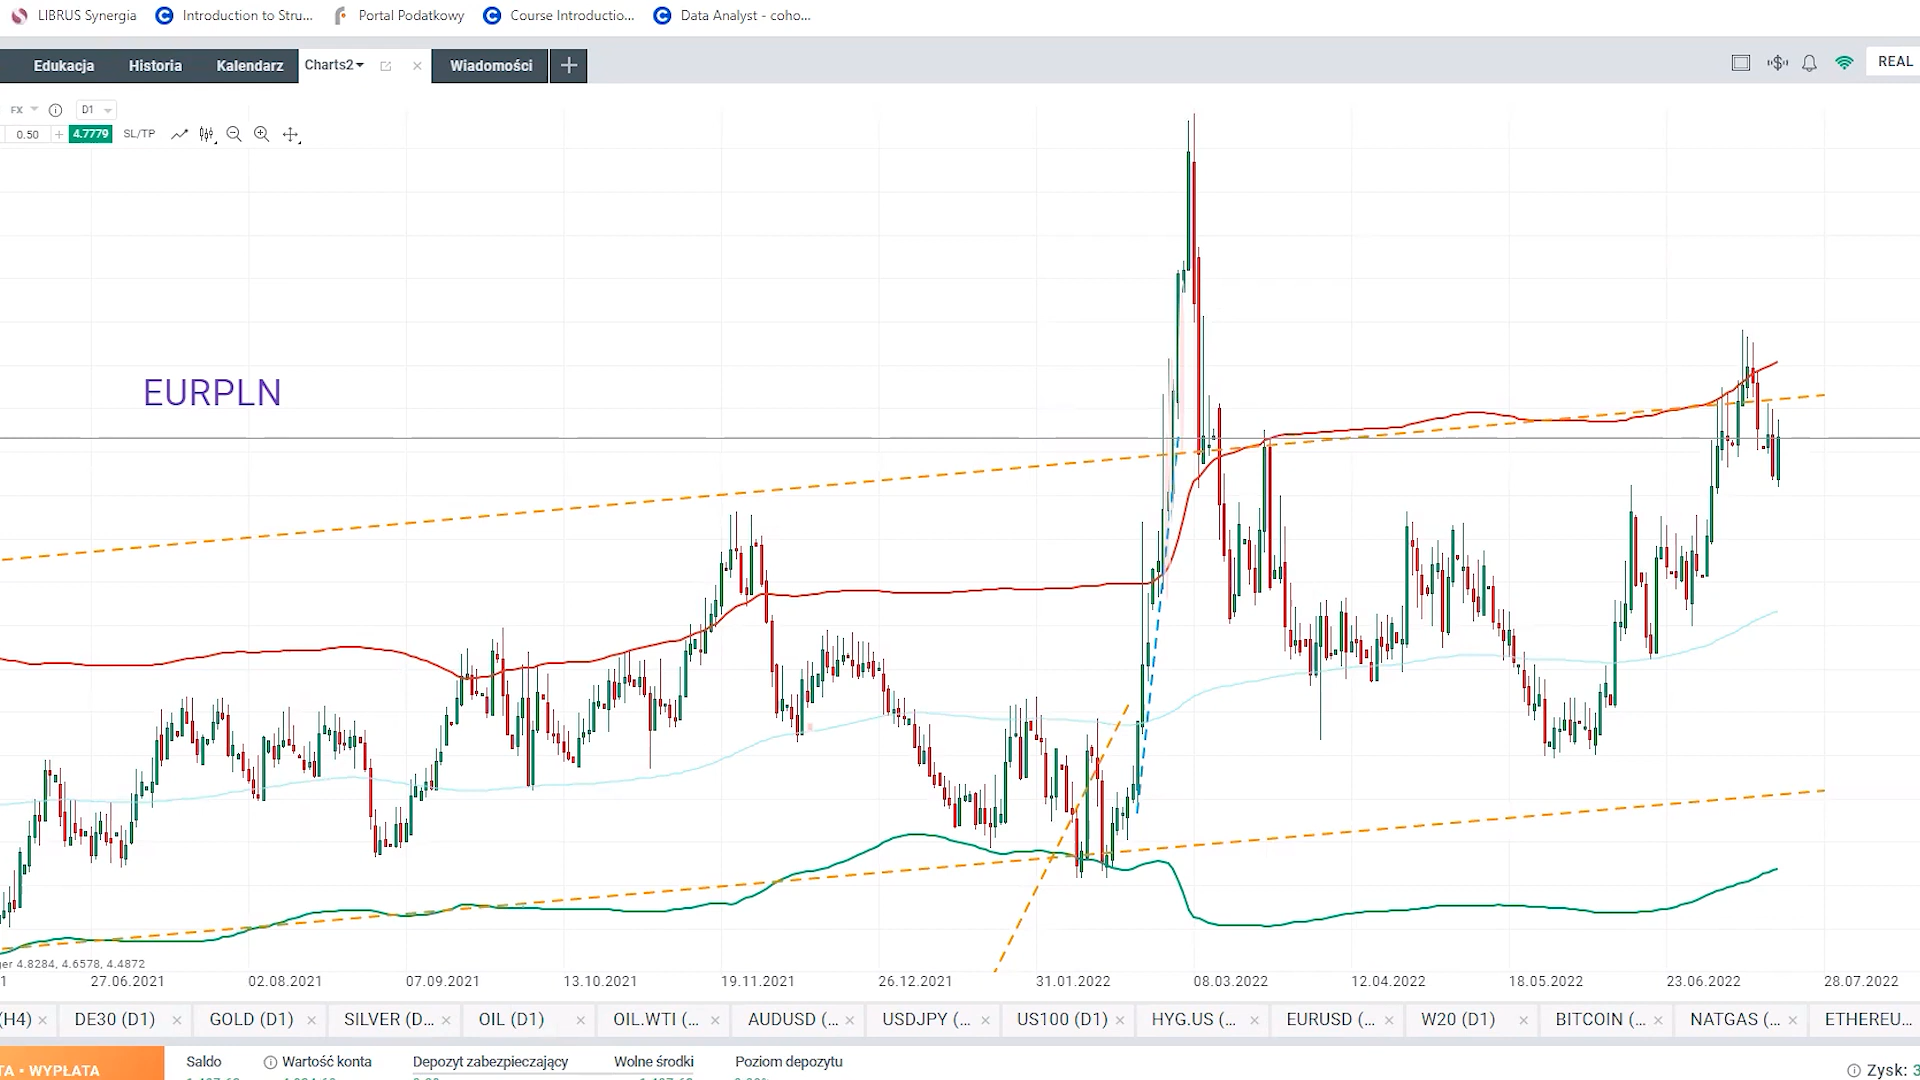 LIBRUS Synergia Introduction to Stru... Portal Podatkowy Course Introductio... Data Analyst - coho...
Edukacja Historia Kalendarz Charts2 Wiadomości REAL
FX D1
0.50 + 4.7779 SL/TP
EURPLN
ger 4.8284, 4.6578, 4.4872
1 27.06.2021 02.08.2021 07.09.2021 13.10.2021 19.11.2021 26.12.2021 31.01.2022 08.03.2022 12.04.2022 18.05.2022 23.06.2022 28.07.2022
(H4) DE30 (D1) GOLD (D1) SILVER (D... OIL (D1) OIL.WTI (... AUDUSD (... USDJPY (... US100 (D1) HYG.US (... EURUSD (... W20 (D1) BITCOIN (... NATGAS (... ETHEREU...
TA • WYPŁATA Saldo Wartość konta Depozyt zabezpieczający Wolne środki Poziom depozytu Zysk: 3